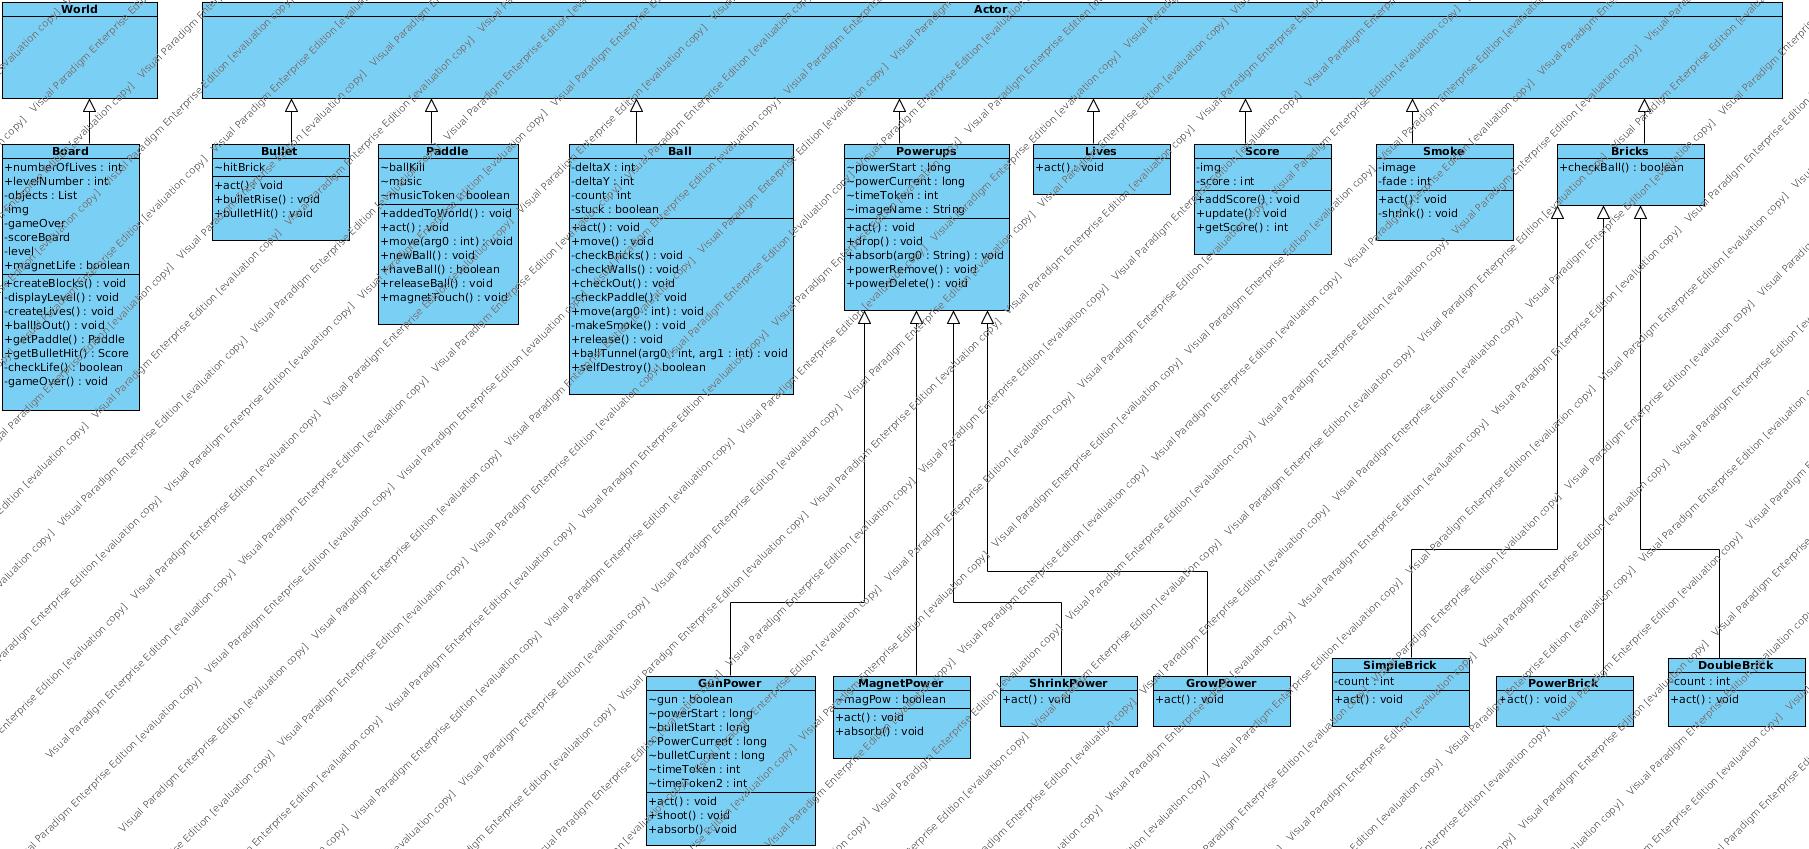 World
Actor
Board
+numberOfLives : int
+levelNumber : int
-objects : List
-img
-gameOver
-scoreBoard
-level
+magnetLife : boolean
+createBlocks() : void
-displayLevel() : void
-createLives() : void
+ballIsOut() : void
+getPaddle() : Paddle
+getBulletHit() : Score
-checkLife() : boolean
-gameOver() : void
Bullet
~hitBrick
+act() : void
+bulletRise() : void
+bulletHit() : void
Paddle
~ballKill
~music
~musicToken : boolean
+addedToWorld() : void
+act() : void
+move(arg0 : int) : void
+newBall() : void
+haveBall() : boolean
+releaseBall() : void
+magnetTouch() : void
Ball
-deltaX : int
-deltaY : int
-count : int
-stuck : boolean
+act() : void
+move() : void
-checkBricks() : void
-checkWalls() : void
+checkOut() : void
-checkPaddle() : void
+move(arg0 : int) : void
-makeSmoke() : void
+release() : void
+ballTunnel(arg0 : int, arg1 : int) : void
+selfDestroy() : boolean
Powerups
~powerStart : long
~powerCurrent : long
~timeToken : int
~imageName : String
+act() : void
+drop() : void
+absorb(arg0 : String) : void
+powerRemove() : void
+powerDelete() : void
Lives
+act() : void
Score
-img
-score : int
+addScore() : void
+update() : void
+getScore() : int
Smoke
-image
-fade : int
+act() : void
-shrink() : void
Bricks
+checkBall() : boolean
GunPower
~gun : boolean
~powerStart : long
~bulletStart : long
~PowerCurrent : long
~bulletCurrent : long
~timeToken : int
~timeToken2 : int
+act() : void
+shoot() : void
+absorb() : void
MagnetPower
~magPow : boolean
+act() : void
+absorb() : void
ShrinkPower
+act() : void
GrowPower
+act() : void
SimpleBrick
-count : int
+act() : void
PowerBrick
+act() : void
DoubleBrick
-count : int
+act() : void
Visual Paradigm Enterprise Edition [evaluation copy]